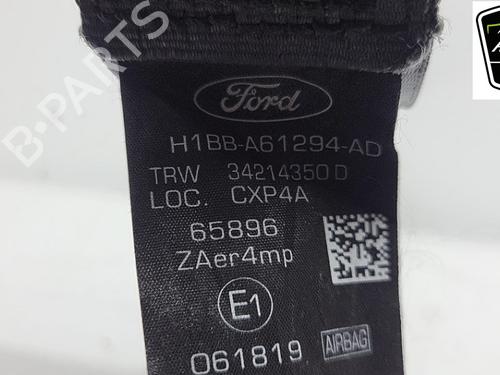 Ford
H1BB-A61294-AD
TRW 34214350 D
LOC. CXP4A
65896
ZAer4mp
E1
061819 AIRBAG
B-PARTS